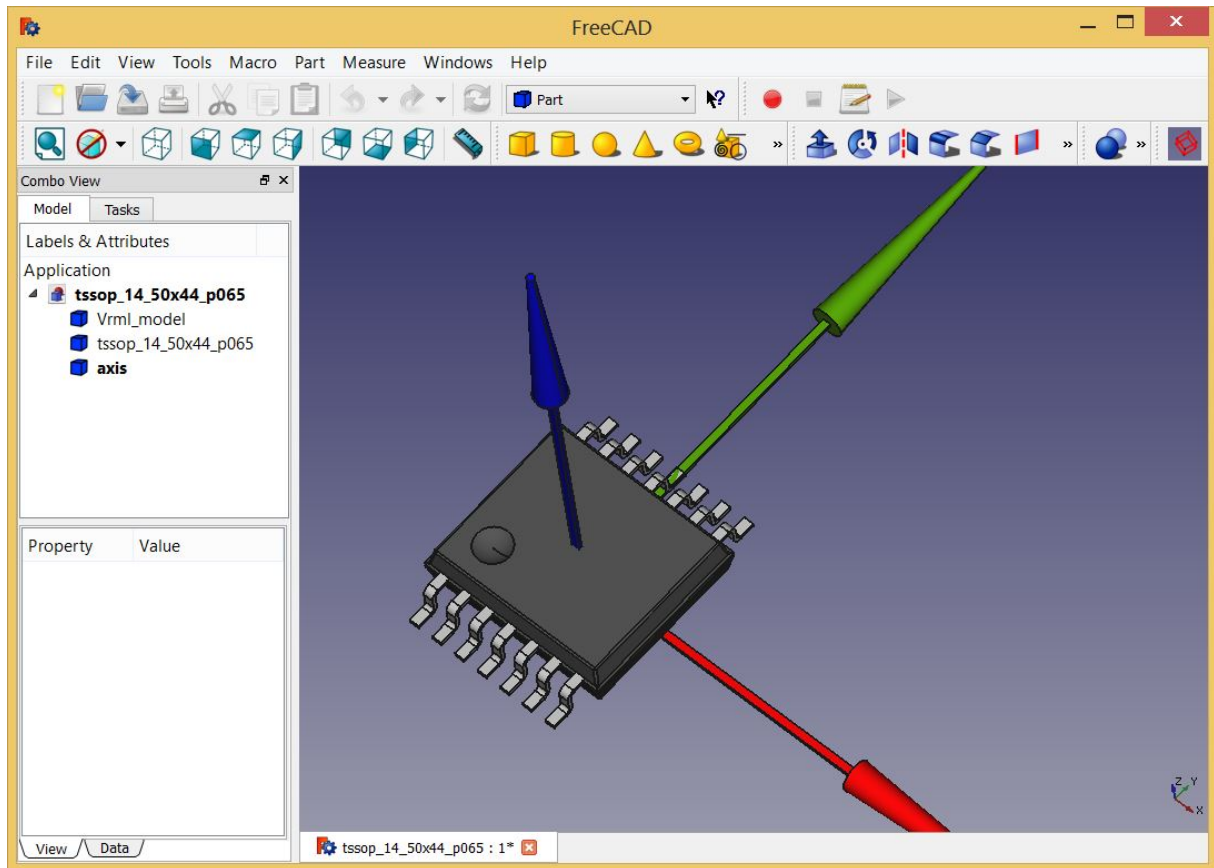 FreeCAD
File Edit View Tools Macro Part Measure Windows Help
Part
Combo View
Model Tasks
Labels & Attributes
Application
tssop_14_50x44_p065
Vrml_model
tssop_14_50x44_p065
axis
Property Value
View Data
tssop_14_50x44_p065 : 1*
Z Y
X